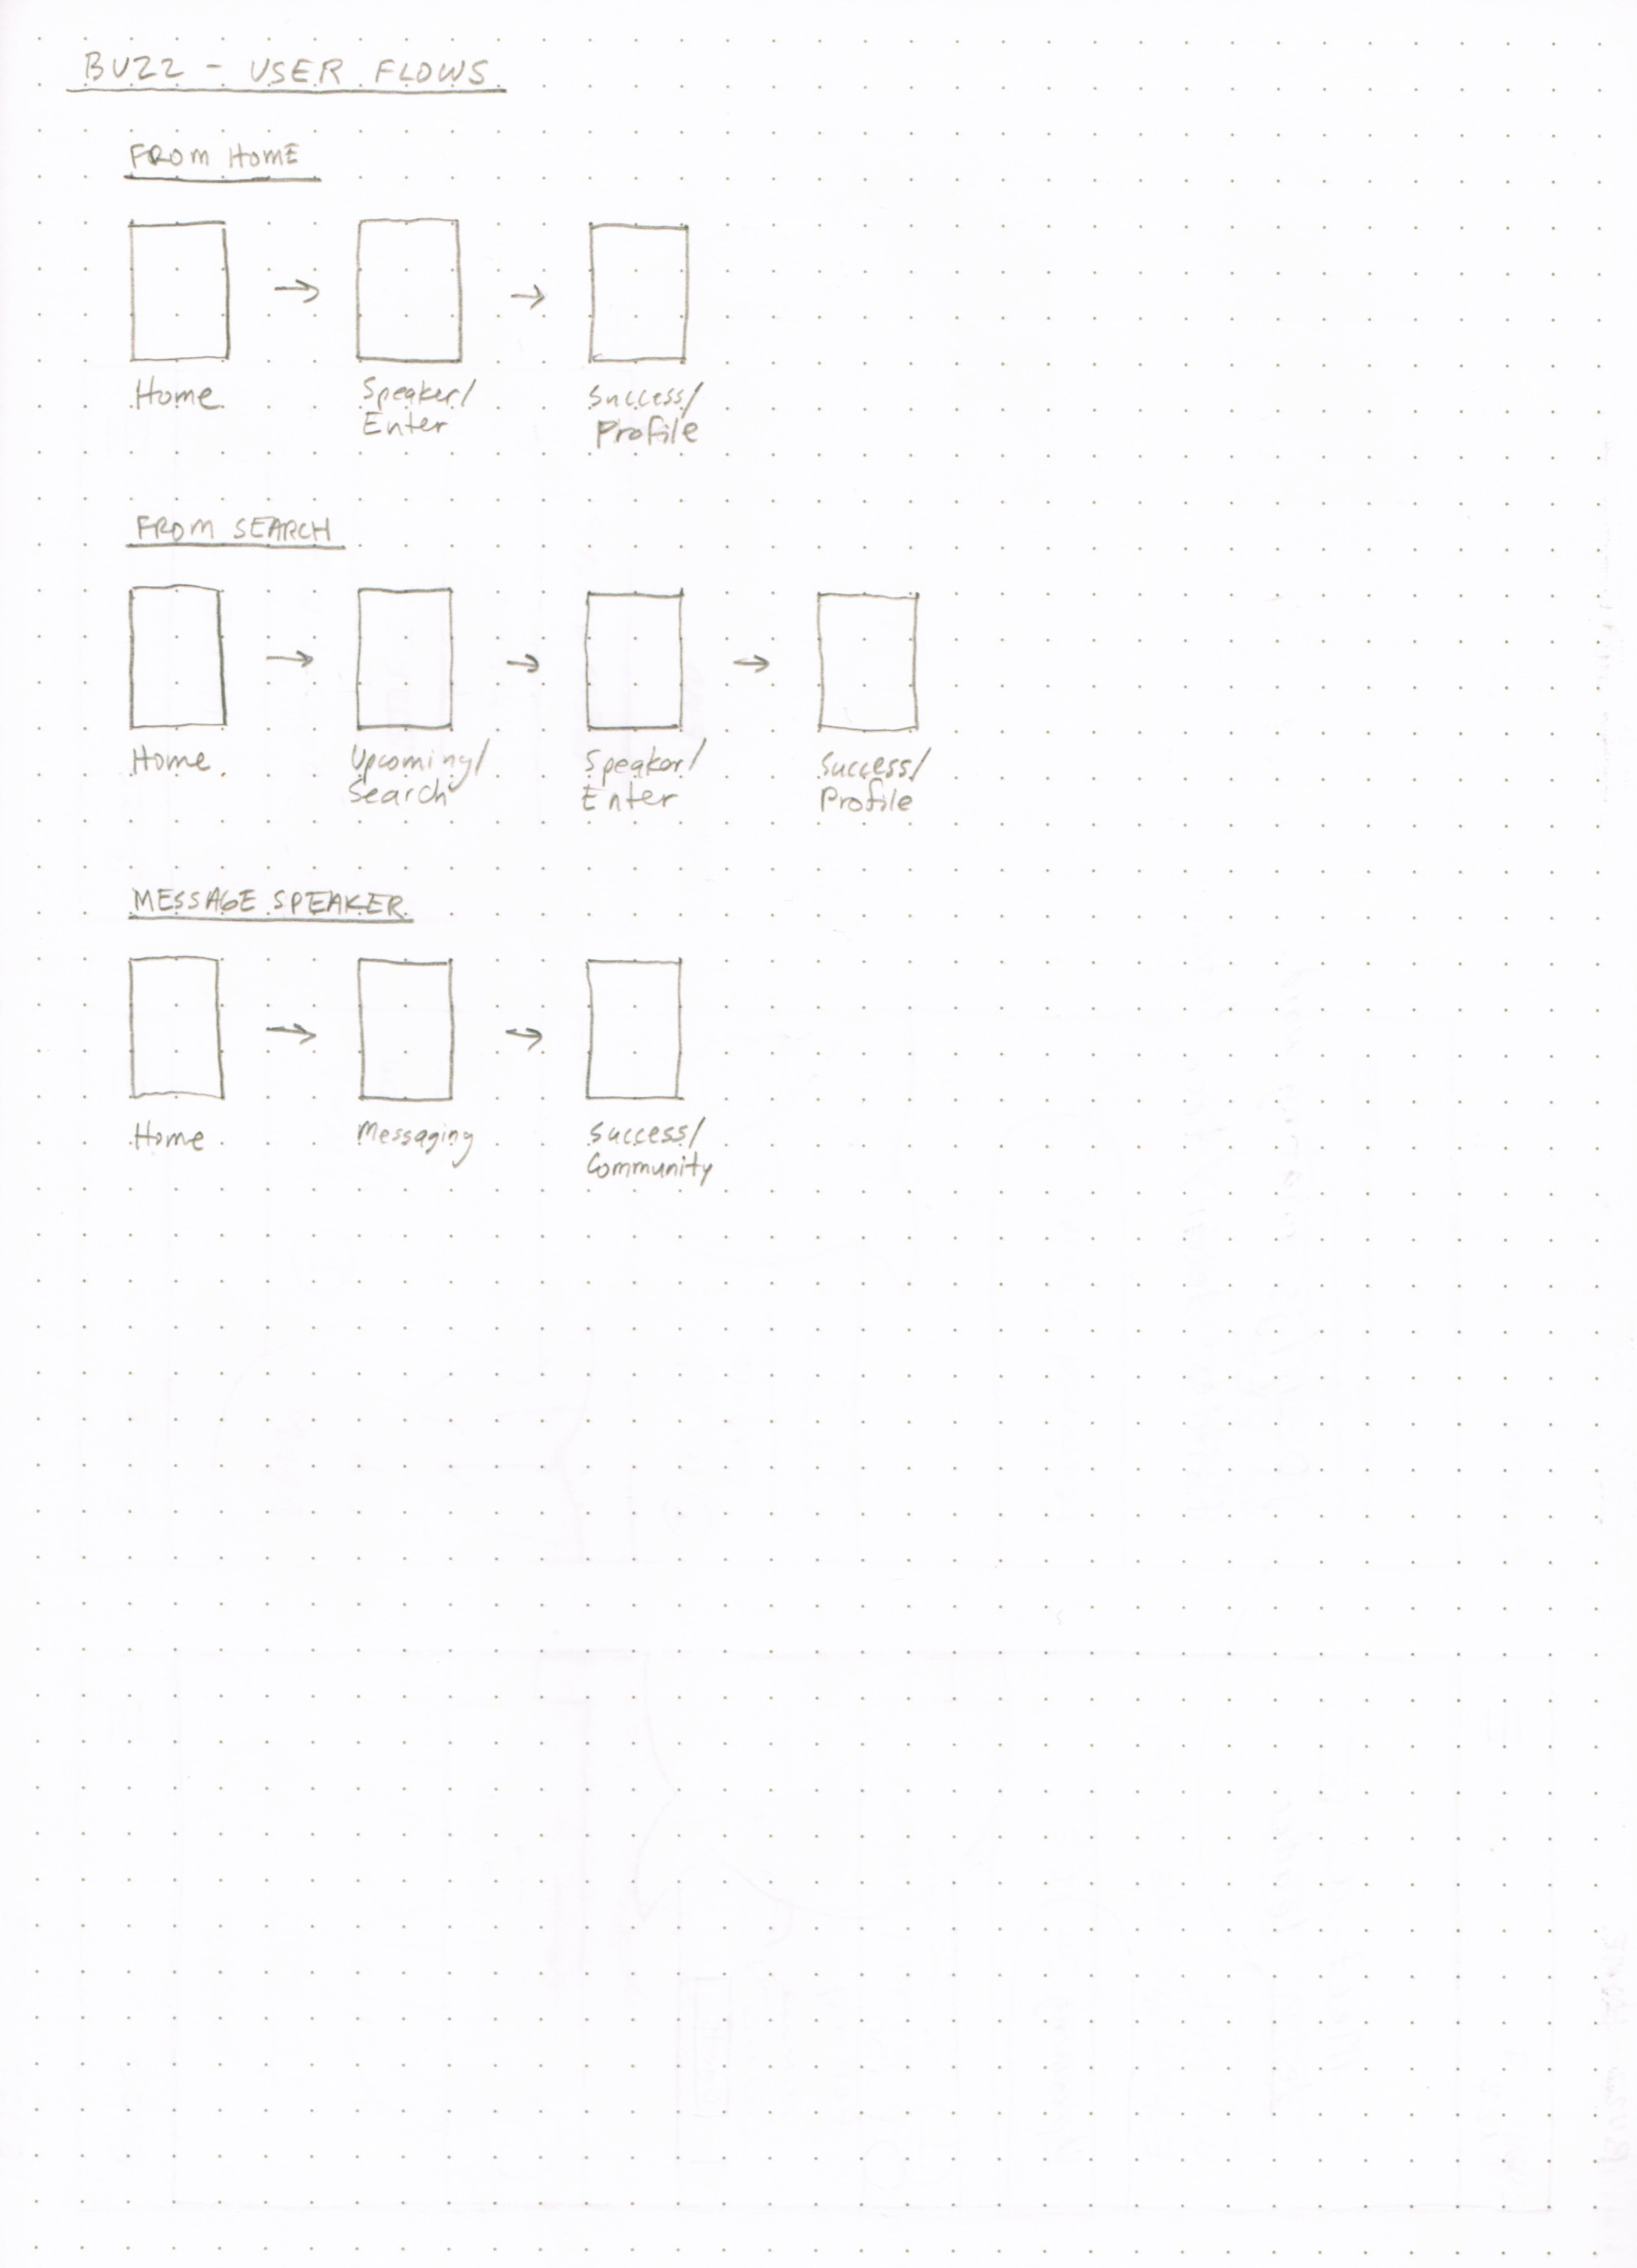 BUZZ - USER FLOWS
FROM HOME
Home
Speaker/
Enter
Success/
Profile
FROM SEARCH
Home
Upcoming/
Search
Speaker/
Enter
Success/
Profile
MESSAGE SPEAKER
Home
Messaging
Success/
Community